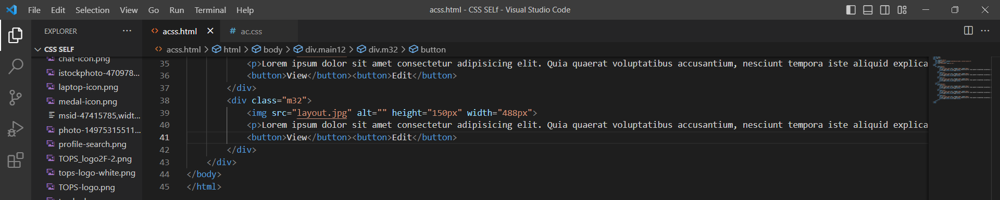 File Edit Selection View Go Run Terminal Help
acss.html - CSS SELf - Visual Studio Code
EXPLORER
CSS SELF
chat-icon.png
istockphoto-470978...
laptop-icon.png
medal-icon.png
msid-47415785,widt...
photo-14975315511...
profile-search.png
TOPS_logo2F-2.png
tops-logo-white.png
TOPS-logo.png
acss.html
# ac.css
acss.html > html > body > div.main12 > div.m32 > button
35 <p>Lorem ipsum dolor sit amet consectetur adipisicing elit. Quia quaerat voluptatibus accusantium, nesciunt tempora iste aliquid explica
36 <button>View</button><button>Edit</button>
37 </div>
38 <div class="m32">
39 <img src="layout.jpg" alt="" height="150px" width="488px">
40 <p>Lorem ipsum dolor sit amet consectetur adipisicing elit. Quia quaerat voluptatibus accusantium, nesciunt tempora iste aliquid explica
41 <button>View</button><button>Edit</button>
42 </div>
43 </div>
44 </body>
45 </html>